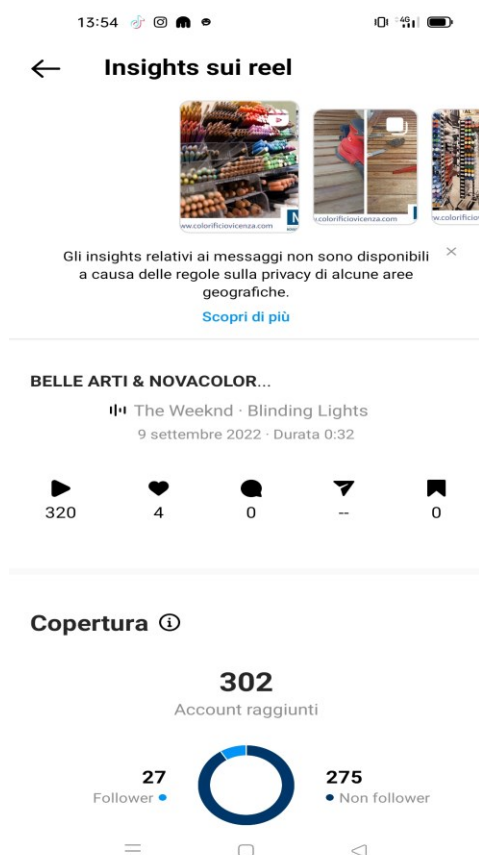 13:54
4G
Insights sui reel
ww.colorificiovicenza.com
N
w.colorificiovicenza.com
w.colorificio
Gli insights relativi ai messaggi non sono disponibili
a causa delle regole sulla privacy di alcune aree
geografiche.
Scopri di più
BELLE ARTI & NOVACOLOR...
The Weeknd · Blinding Lights
9 settembre 2022 · Durata 0:32
320 4 0 -- 0
Copertura
302
Account raggiunti
27 275
Follower Non follower